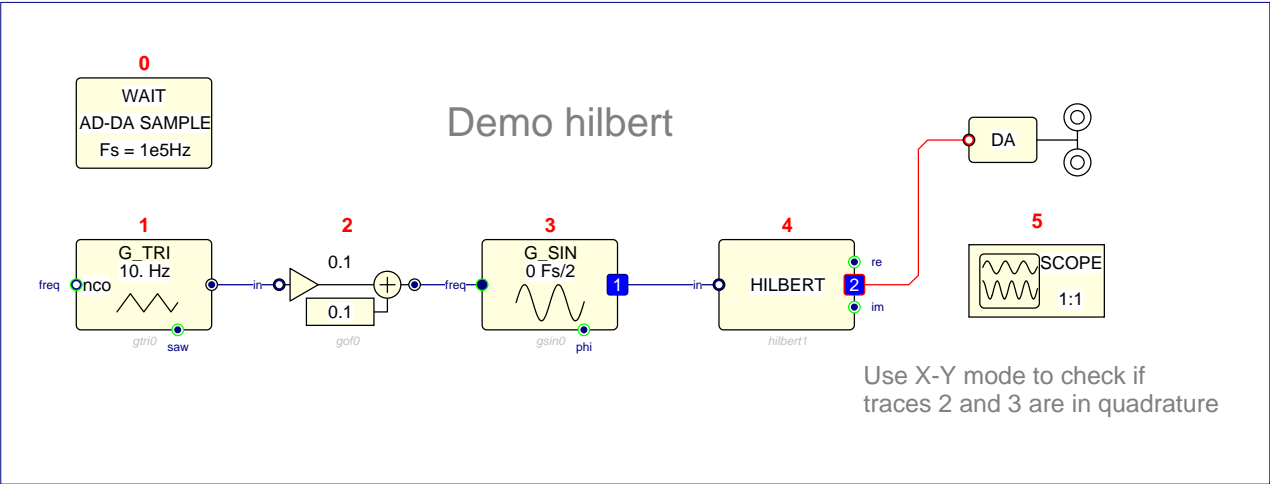 0
WAIT
AD-DA SAMPLE
Fs = 1e5Hz
Demo hilbert
DA
1
2
3
4
5
G_TRI
10. Hz
freq
nco
gtri0
saw
in
0.1
0.1
gof0
freq
G_SIN
0 Fs/2
1
gsin0
phi
in
HILBERT
re
2
im
hilbert1
SCOPE
1:1
Use X-Y mode to check if
traces 2 and 3 are in quadrature